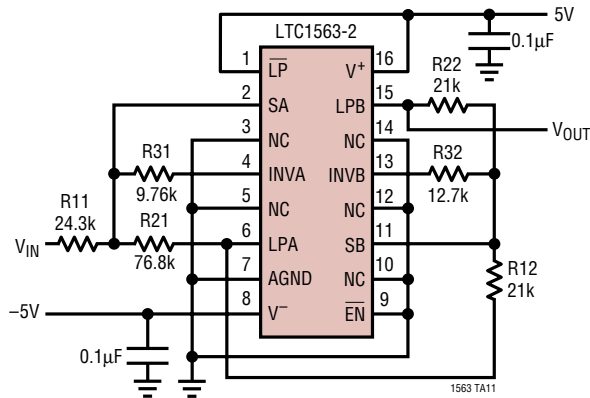 LTC1563-2
5V
0.1µF
1
L̅P̅
V+
16
R22
21k
2
SA
LPB
15
VOUT
3
NC
NC
14
R31
9.76k
4
INVA
INVB
13
R32
12.7k
R11
24.3k
VIN
5
NC
NC
12
R21
76.8k
6
LPA
SB
11
R12
21k
7
AGND
NC
10
–5V
8
V–
E̅N̅
9
0.1µF
1563 TA11